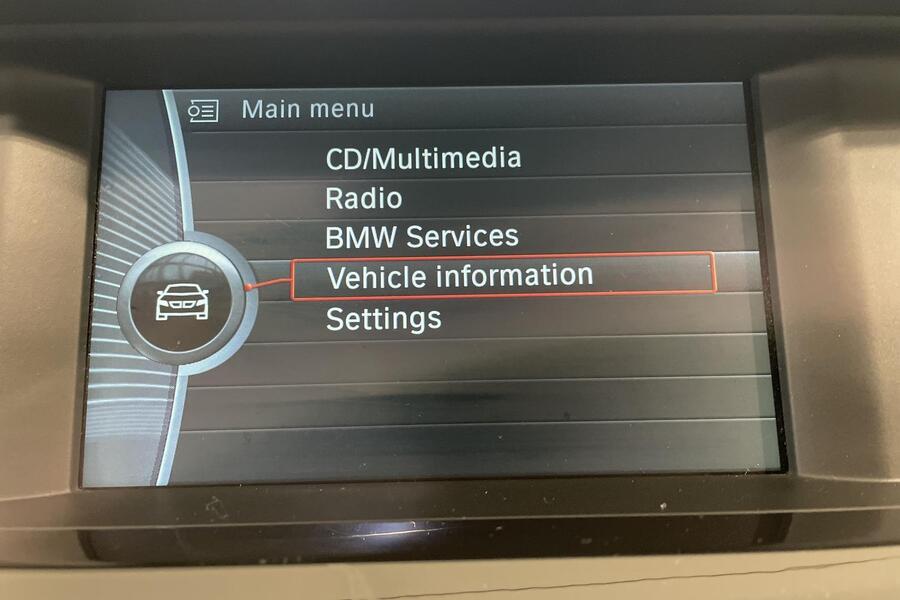 Main menu
CD/Multimedia
Radio
BMW Services
Vehicle information
Settings